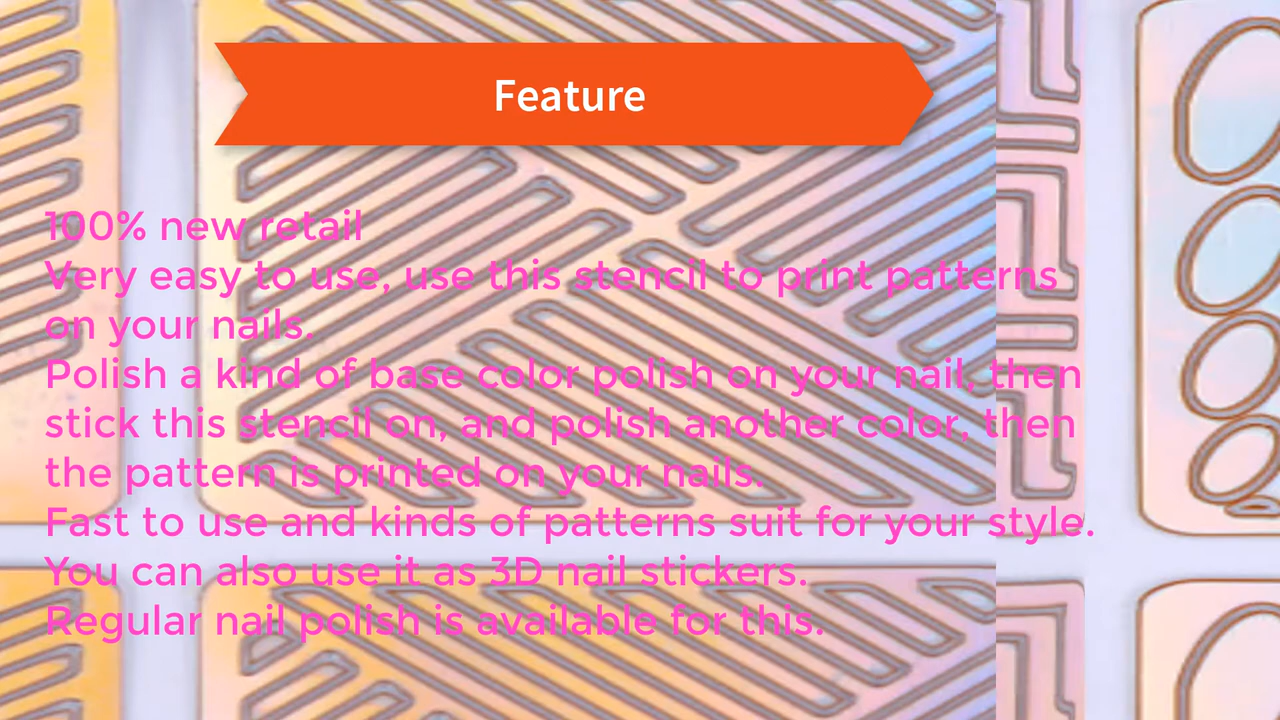 Feature
100% new retail
Very easy to use, use this stencil to print patterns
on your nails.
Polish a kind of base color polish on your nail, then
stick this stencil on, and polish another color, then
the pattern is printed on your nails.
Fast to use and kinds of patterns suit for your style.
You can also use it as 3D nail stickers.
Regular nail polish is available for this.